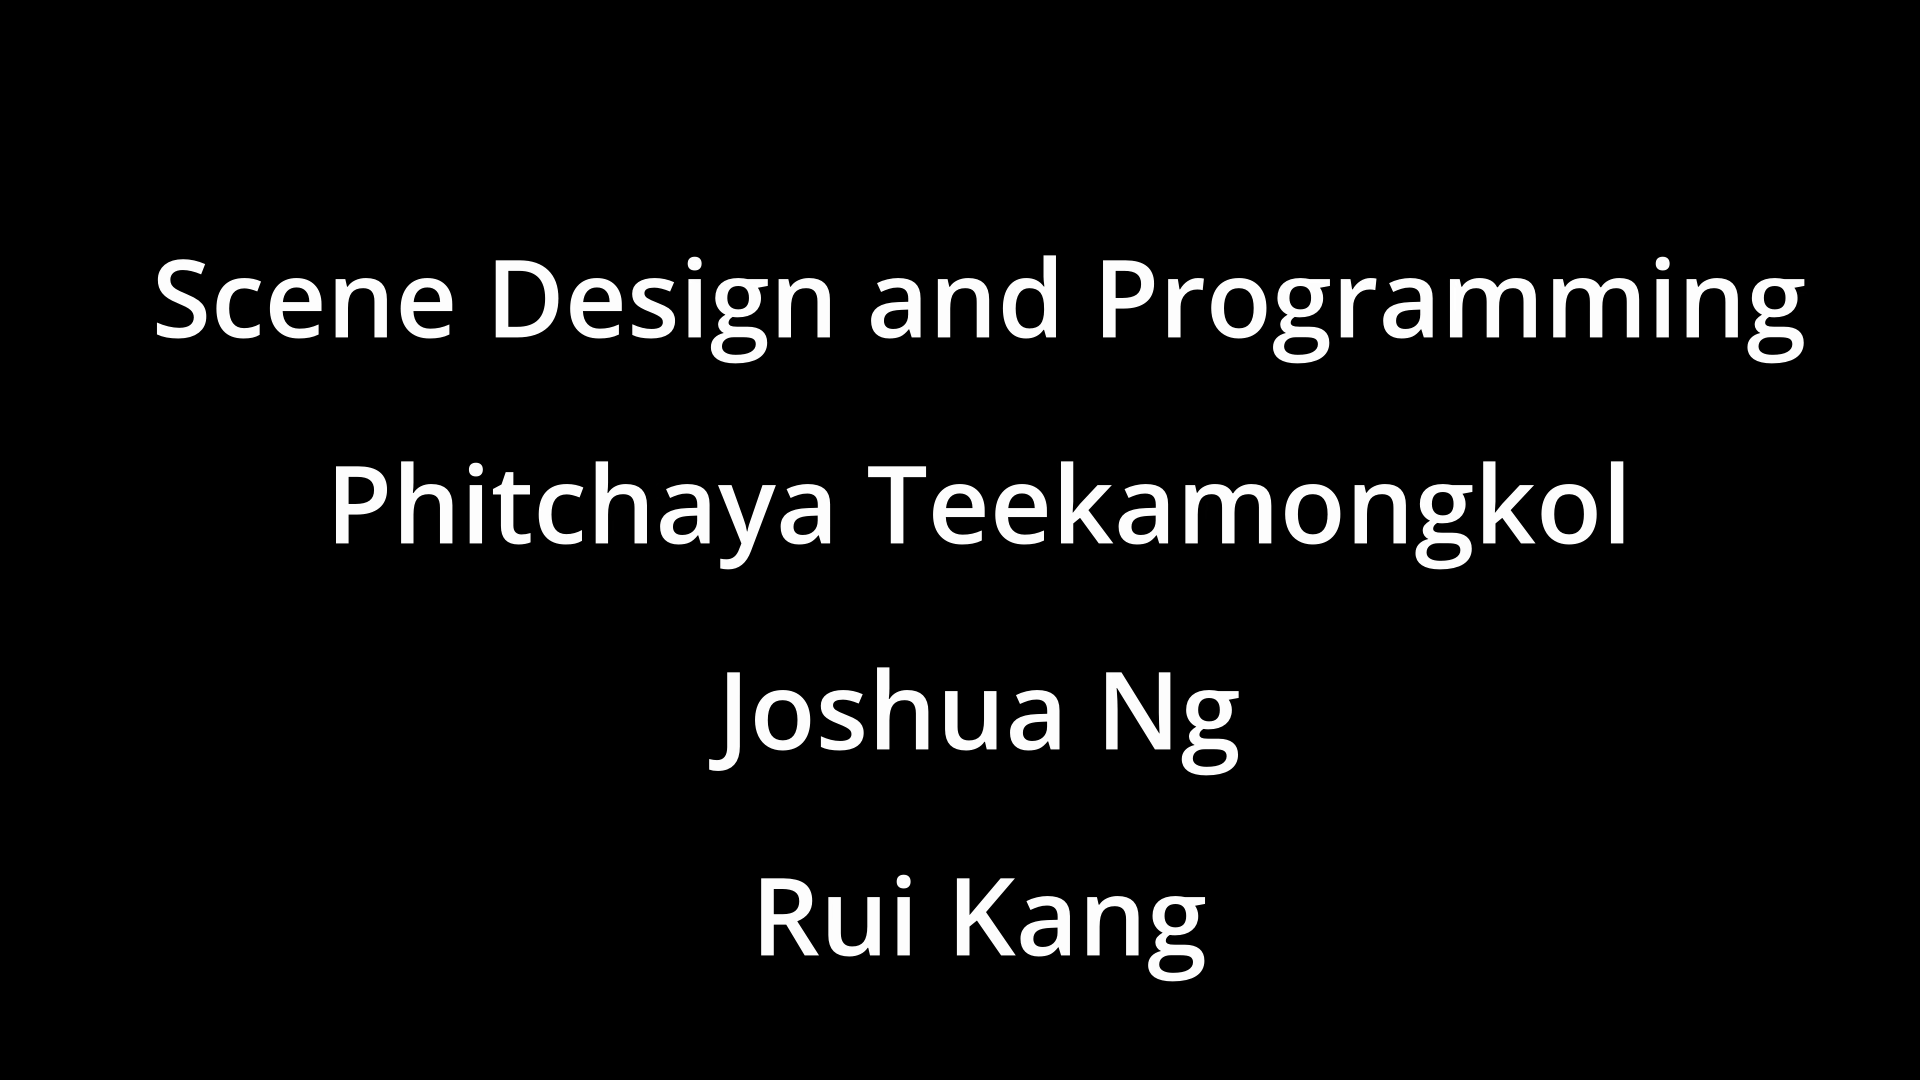 Scene Design and Programming
Phitchaya Teekamongkol
Joshua Ng
Rui Kang